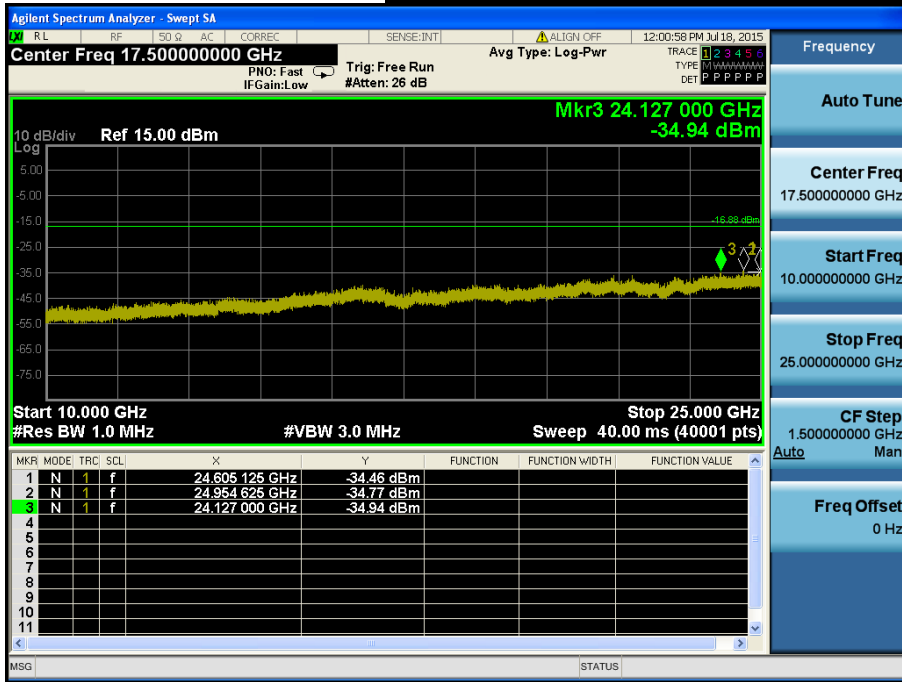 Agilent Spectrum Analyzer - Swept SA
LXI RL RF 50 Ω AC CORREC SENSE:INT ALIGN OFF 12:00:58 PM Jul 18, 2015
Center Freq 17.500000000 GHz
PNO: Fast
IFGain:Low
Trig: Free Run
#Atten: 26 dB
Avg Type: Log-Pwr
TRACE 1 2 3 4 5 6
TYPE M WWWWW
DET P P P P P P
Mkr3 24.127 000 GHz
-34.94 dBm
10 dB/div Ref 15.00 dBm
Log
5.00
-5.00
-15.0
-16.88 dBm
-25.0
3 2 1
-35.0
-45.0
-55.0
-65.0
-75.0
Start 10.000 GHz Stop 25.000 GHz
#Res BW 1.0 MHz #VBW 3.0 MHz Sweep 40.00 ms (40001 pts)
MKR MODE TRC SCL X Y FUNCTION FUNCTION WIDTH FUNCTION VALUE
1 N 1 f 24.605 125 GHz -34.46 dBm
2 N 1 f 24.954 625 GHz -34.77 dBm
3 N 1 f 24.127 000 GHz -34.94 dBm
4
5
6
7
8
9
10
11
MSG STATUS
Frequency
Auto Tune
Center Freq
17.500000000 GHz
Start Freq
10.000000000 GHz
Stop Freq
25.000000000 GHz
CF Step
1.500000000 GHz
Auto Man
Freq Offset
0 Hz